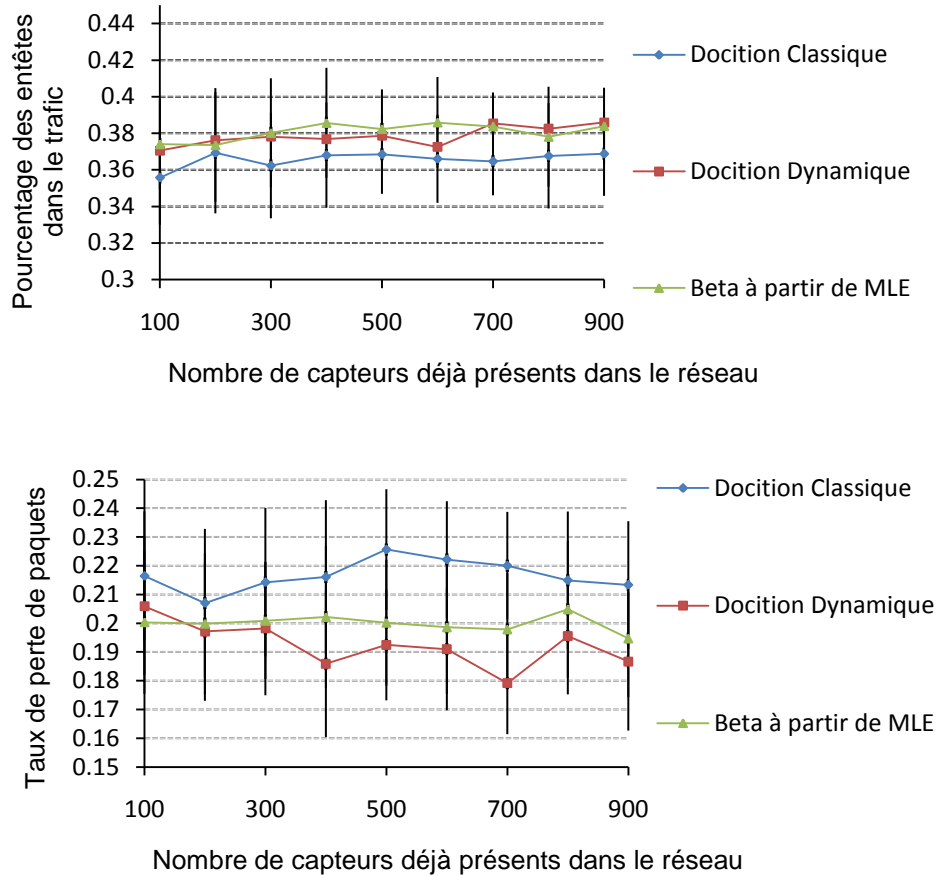 Pourcentage des entêtes
dans le trafic
0.44
0.42
0.4
0.38
0.36
0.34
0.32
0.3
100
300
500
700
900
Nombre de capteurs déjà présents dans le réseau
Docition Classique
Docition Dynamique
Beta à partir de MLE
Taux de perte de paquets
0.25
0.24
0.23
0.22
0.21
0.2
0.19
0.18
0.17
0.16
0.15
100
300
500
700
900
Nombre de capteurs déjà présents dans le réseau
Docition Classique
Docition Dynamique
Beta à partir de MLE